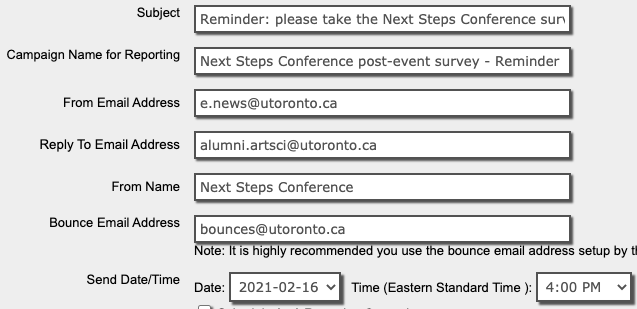 Subject Reminder: please take the Next Steps Conference
Campaign Name for Reporting Next Steps Conference post-event survey - Reminder
From Email Address e.news@utoronto.ca
Reply To Email Address alumni.artsci@utoronto.ca
From Name Next Steps Conference
Bounce Email Address bounces@utoronto.ca
Note: It is highly recommended you use the bounce email address setup by
Send Date/Time Date: 2021-02-16 Time (Eastern Standard Time ): 4:00 PM